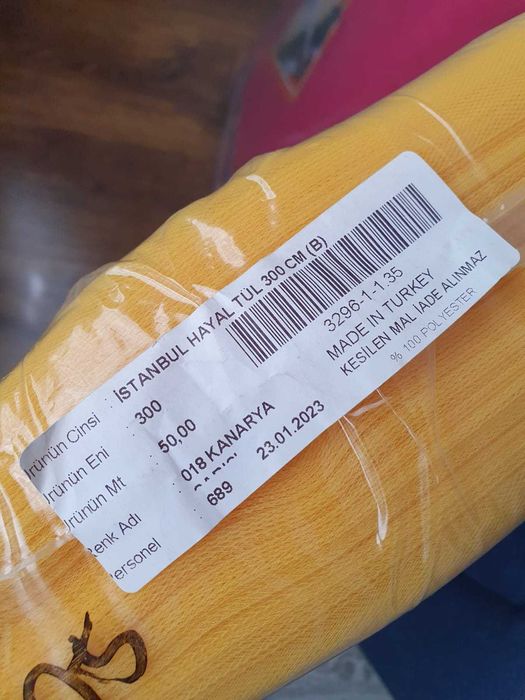 Ürünün Cinsi : İSTANBUL HAYAL TÜL 300 CM (B)
Ürünün Eni : 300
Ürünün Mt : 50,00
Renk Adı : 018 KANARYA
Personel : 689
23.01.2023
3296-1-1.35
MADE IN TURKEY
KESİLEN MAL İADE ALINMAZ
% 100 POLYESTER